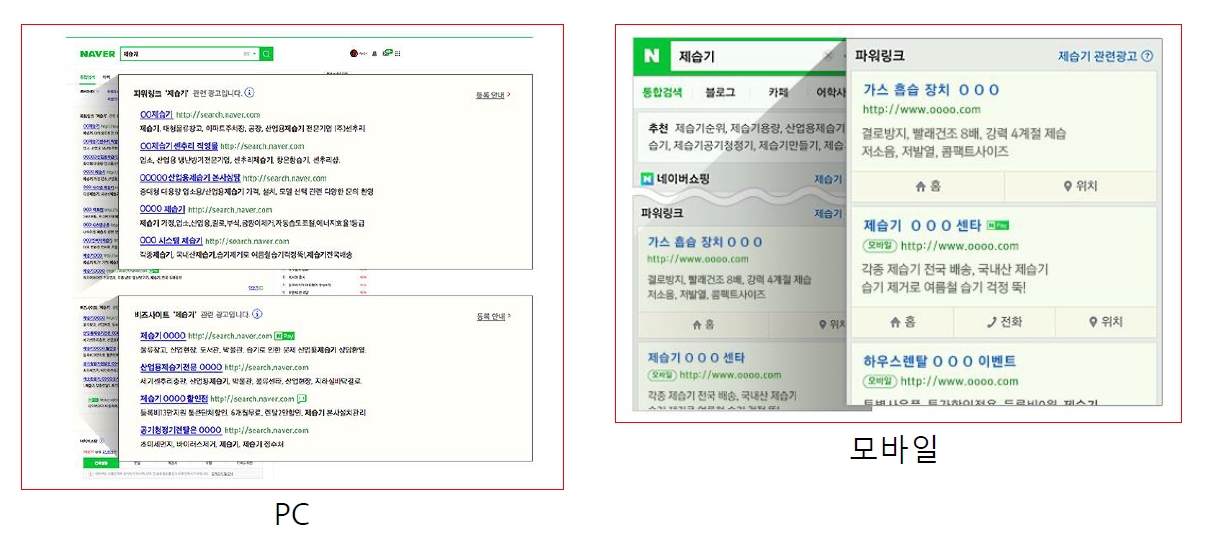 NAVER 제습기
파워링크 '제습기' 관련 광고입니다.
등록 안내 >
OO제습기 http://search.naver.com
제습기, 대형물류창고, 이마트주차장, 공장, 산업용제습기 전문기업 (주)센추리
OO제습기 센추리 직영몰 http://search.naver.com
업소, 산업용 냉난방기전문기업, 센추리제습기, 항온항습기, 센추리샵.
OOOOO산업용제습기 본사상담 http://search.naver.com
중대형 대용량 업소용/산업용제습기 가격, 설치, 모델 선택 관련 다양한 문의 환영
OOOO 제습기 http://search.naver.com
제습기 가정,업소,산업용,결로,부식,곰팡이제거,자동습도조절,에너지효율1등급
OOO 시스템 제습기 http://search.naver.com
각종제습기, 국내산제습기,습기제거로 여름철습기걱정뚝!,제습기전국배송
비즈사이트 '제습기' 관련 광고입니다.
등록 안내 >
제습기 OOOO http://search.naver.com N Pay
물류창고, 산업현장, 도서관, 박물관, 습기로 인한 문제 산업용제습기 상담환영.
산업용제습기전문 OOOO http://search.naver.com
세기센추리총판, 산업용제습기, 박물관, 물류센타, 산업현장, 지하실바닥결로.
제습기 OOOO 할인점 http://search.naver.com
등록비13만지원 통관단체할인, 6개월무료, 렌탈2만할인, 제습기 본사설치관리
공기청정기렌탈은 OOOO http://search.naver.com
초미세먼지, 바이러스제거, 제습기, 제습기 접수처
PC
N 제습기
통합검색 블로그 카페 어학사
추천 제습기순위, 제습기용량, 산업용제습기
습기, 제습기공기청정기, 제습기만들기, 제습
N 네이버쇼핑 제습기
파워링크 제습기
가스 흡습 장치 O O O
http://www.oooo.com
결로방지, 빨래건조 8배, 강력 4계절 제습
저소음, 저발열, 콤팩트사이즈
홈 위치
제습기 O O O 센타
모바일 http://www.oooo.com
각종 제습기 전국 배송, 국내산 제습기
파워링크 제습기 관련광고 ?
가스 흡습 장치 O O O
http://www.oooo.com
결로방지, 빨래건조 8배, 강력 4계절 제습
저소음, 저발열, 콤팩트사이즈
홈 위치
제습기 O O O 센타 N Pay
모바일 http://www.oooo.com
각종 제습기 전국 배송, 국내산 제습기
습기 제거로 여름철 습기 걱정 뚝!
홈 전화 위치
하우스렌탈 O O O 이벤트
모바일 http://www.oooo.com
모바일